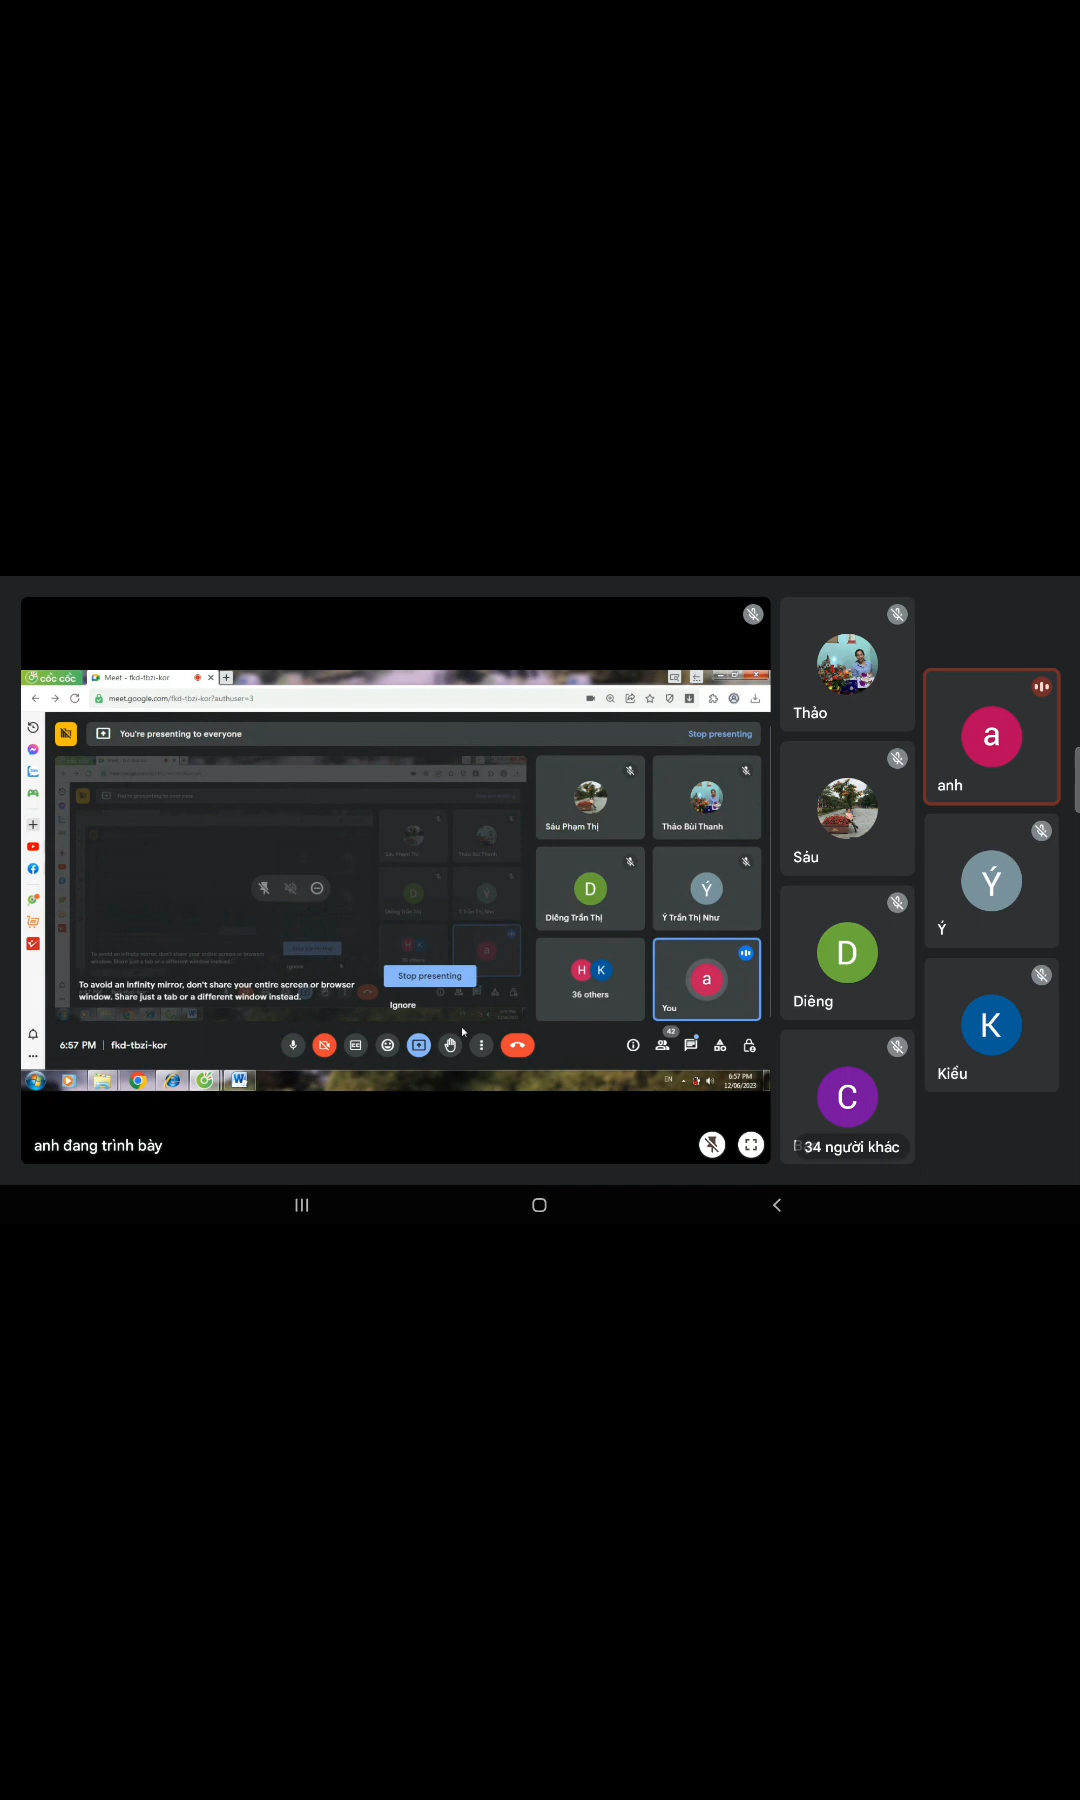 cốc cốc
Meet - fkd-tbzi-kor
meet.google.com/fkd-tbzi-kor?authuser=3
You're presenting to everyone
Stop presenting
Sáu Phạm Thị
Thảo Bùi Thanh
D
Ý
Diêng Trần Thị
Ý Trần Thị Như
H K
36 others
a
You
To avoid an infinity mirror, don't share your entire screen or browser
window. Share just a tab or a different window instead.
Stop presenting
Ignore
6:57 PM | fkd-tbzi-kor
42
EN
6:57 PM
12/06/2023
anh đang trình bày
Thảo
Sáu
D
Diêng
C
34 người khác
a
anh
Ý
Ý
K
Kiều